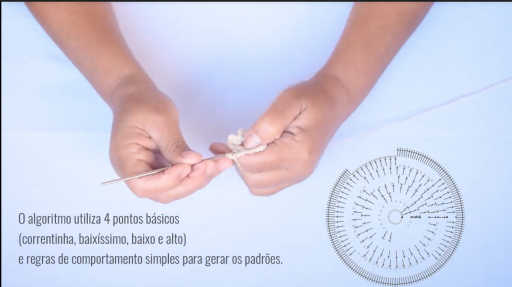 O algoritmo utiliza 4 pontos básicos
(correntinha, baixíssimo, baixo e alto)
e regras de comportamento simples para gerar os padrões.